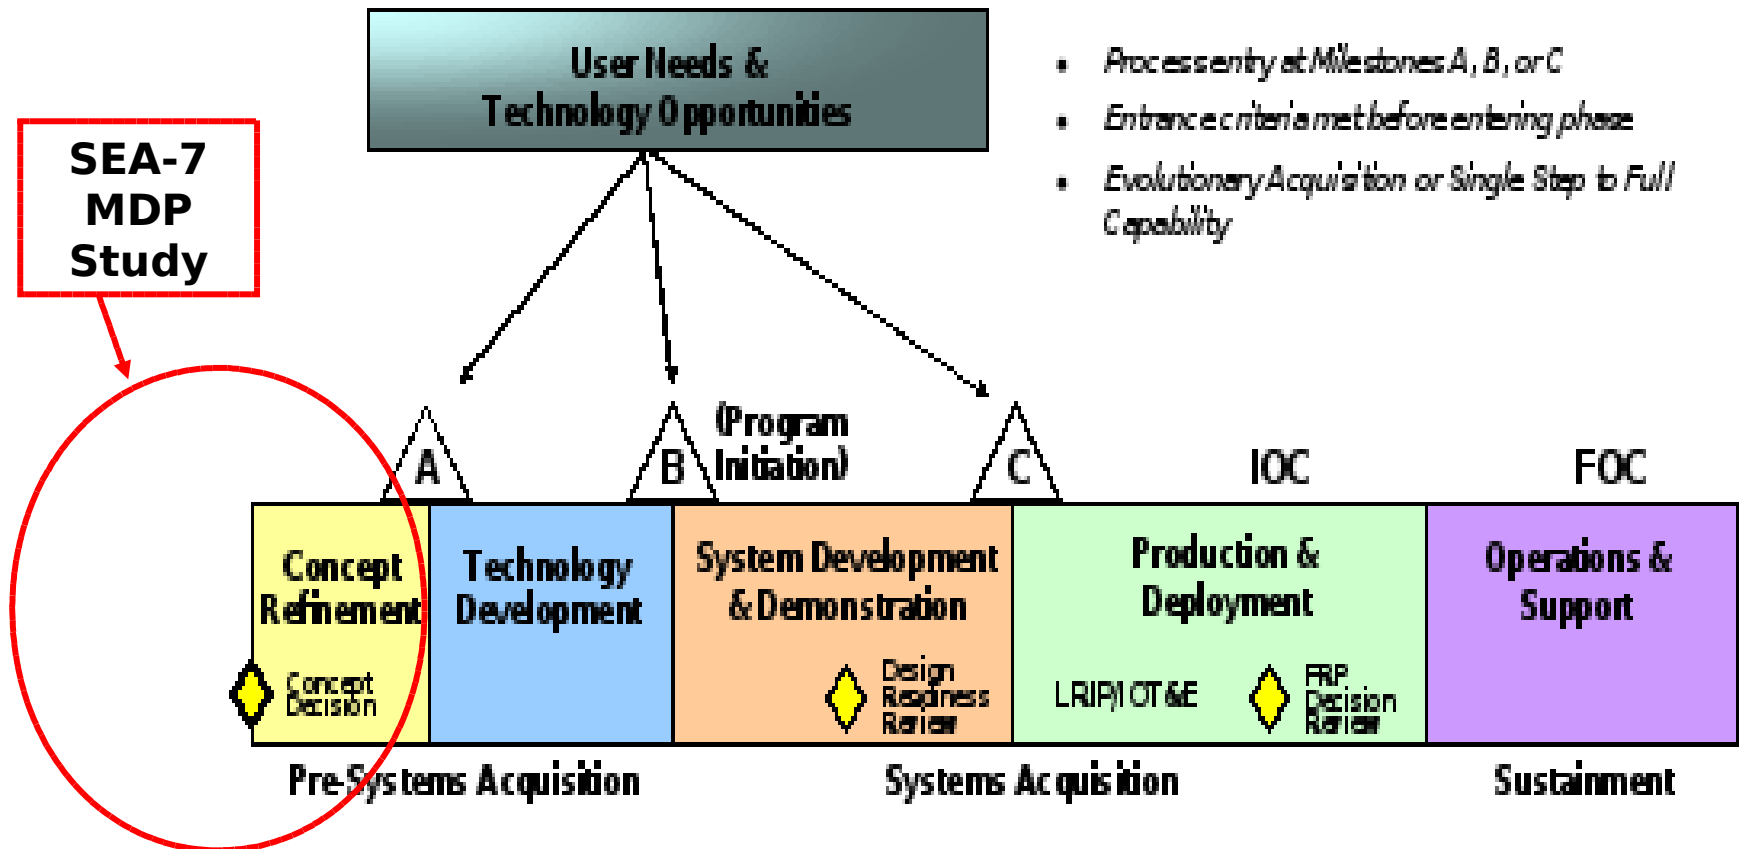 User Needs &
Technology Opportunities
• Process entry at Milestones A, B, or C
• Entrance criteria met before entering phase
• Evolutionary Acquisition or Single Step to Full
Capability
SEA-7
MDP
Study
A
B
(Program
Initiation)
C
IOC
FOC
Concept
Refinement
Technology
Development
System Development
& Demonstration
Production &
Deployment
Operations &
Support
Concept
Decision
Design
Readiness
Review
LRIP/IOT&E
FRP
Decision
Review
Pre-Systems Acquisition
Systems Acquisition
Sustainment